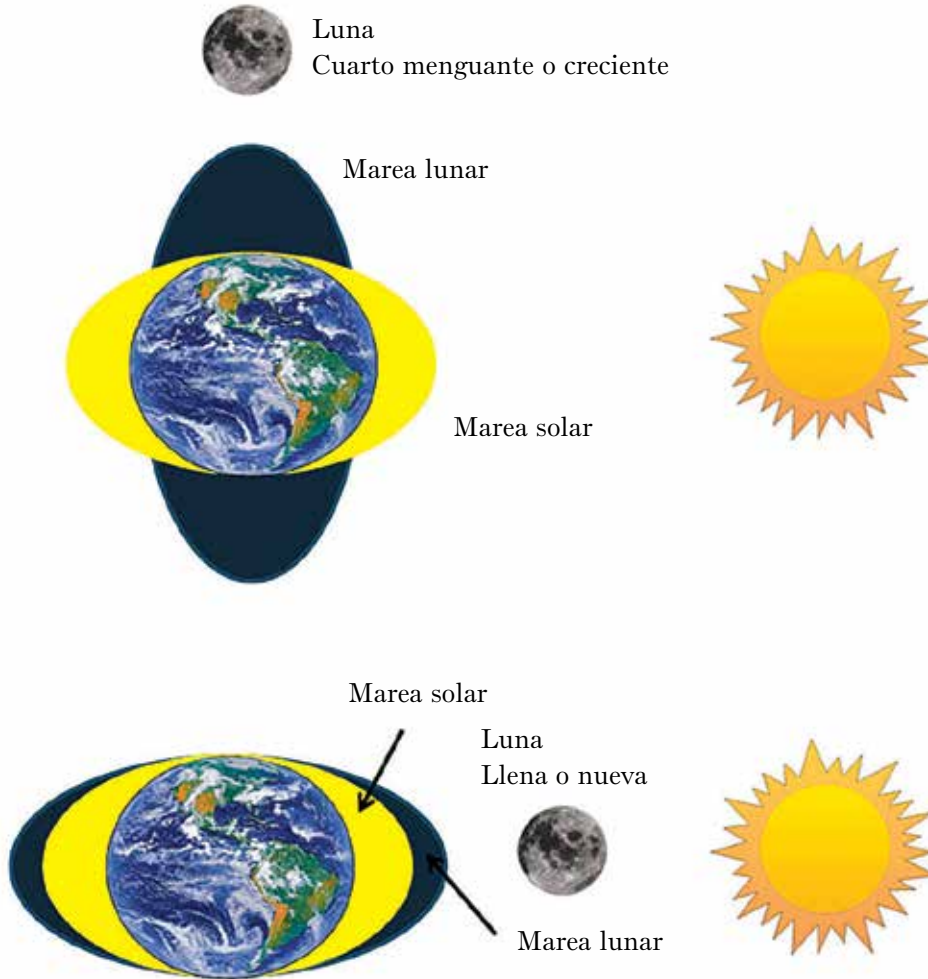 Luna
Cuarto menguante o creciente
Marea lunar
Marea solar
Marea solar
Luna
Llena o nueva
Marea lunar